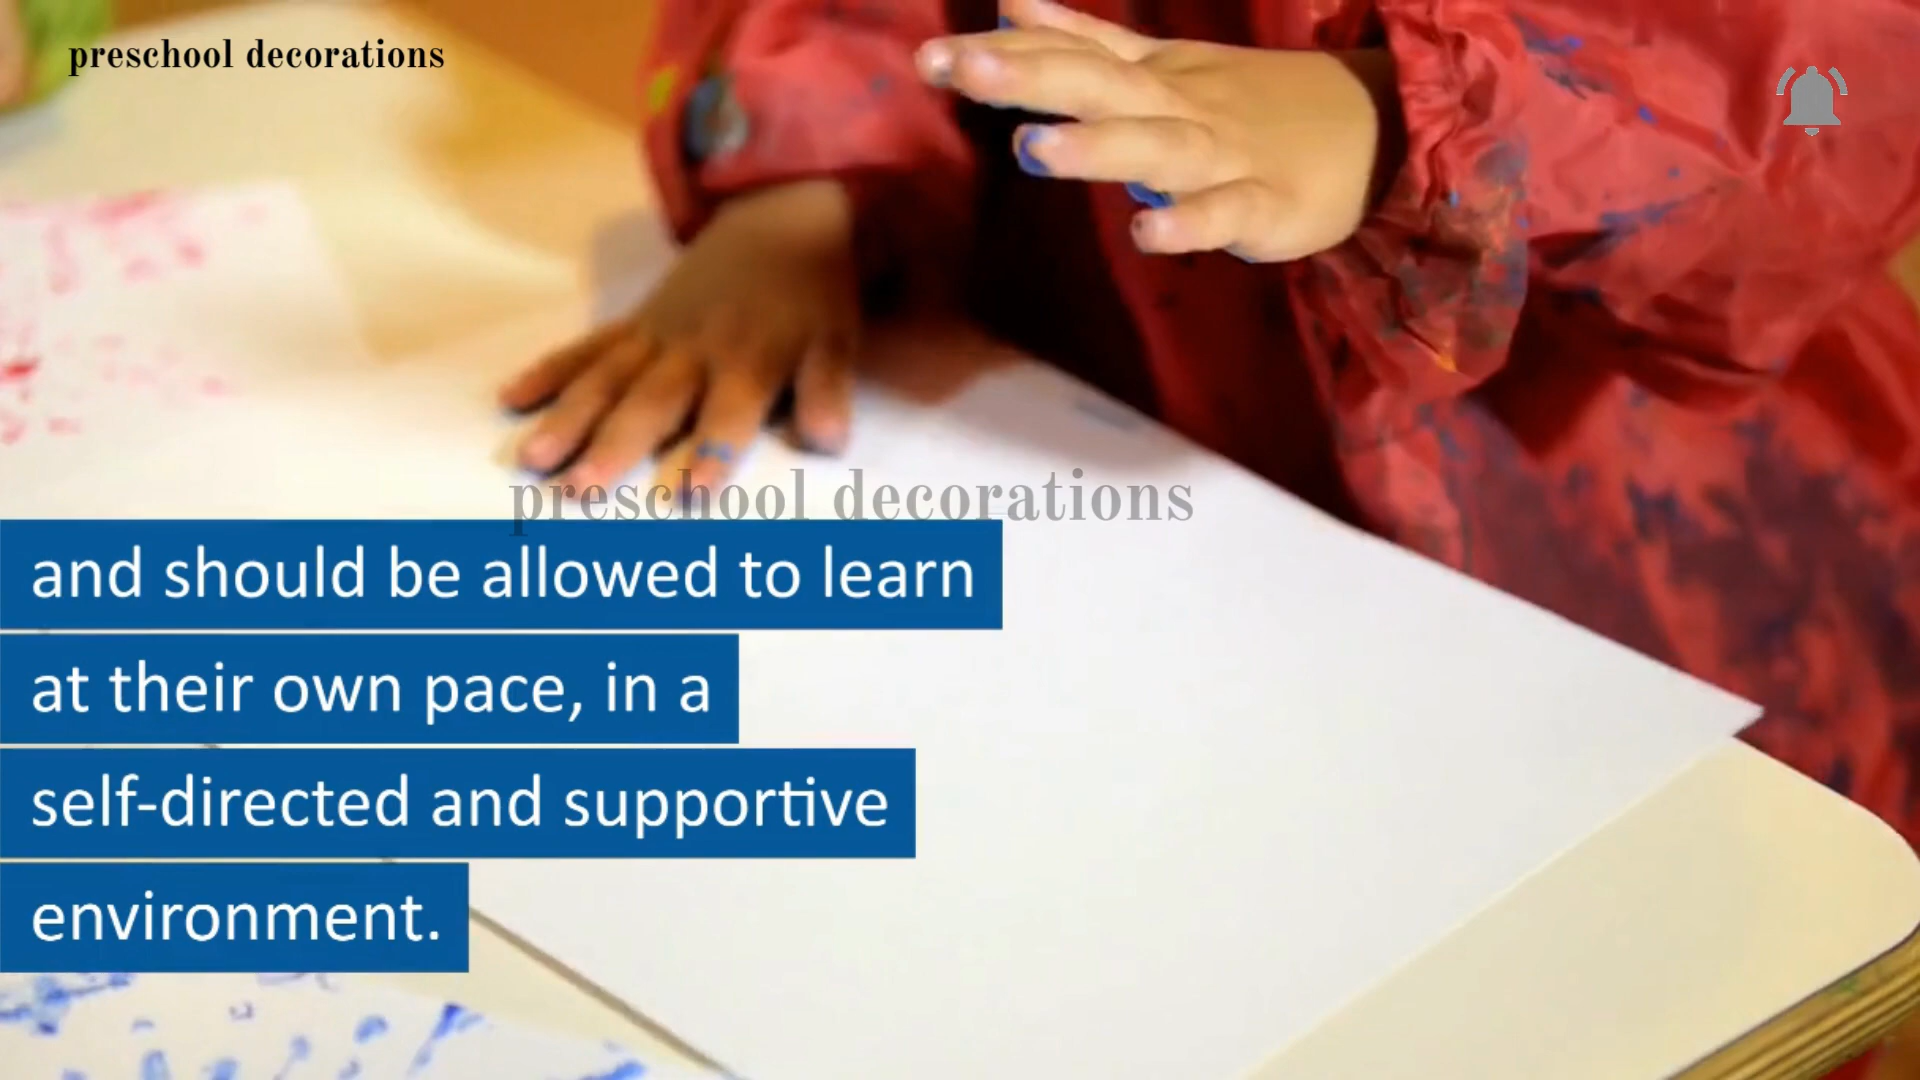 preschool decorations
preschool decorations
and should be allowed to learn
at their own pace, in a
self-directed and supportive
environment.